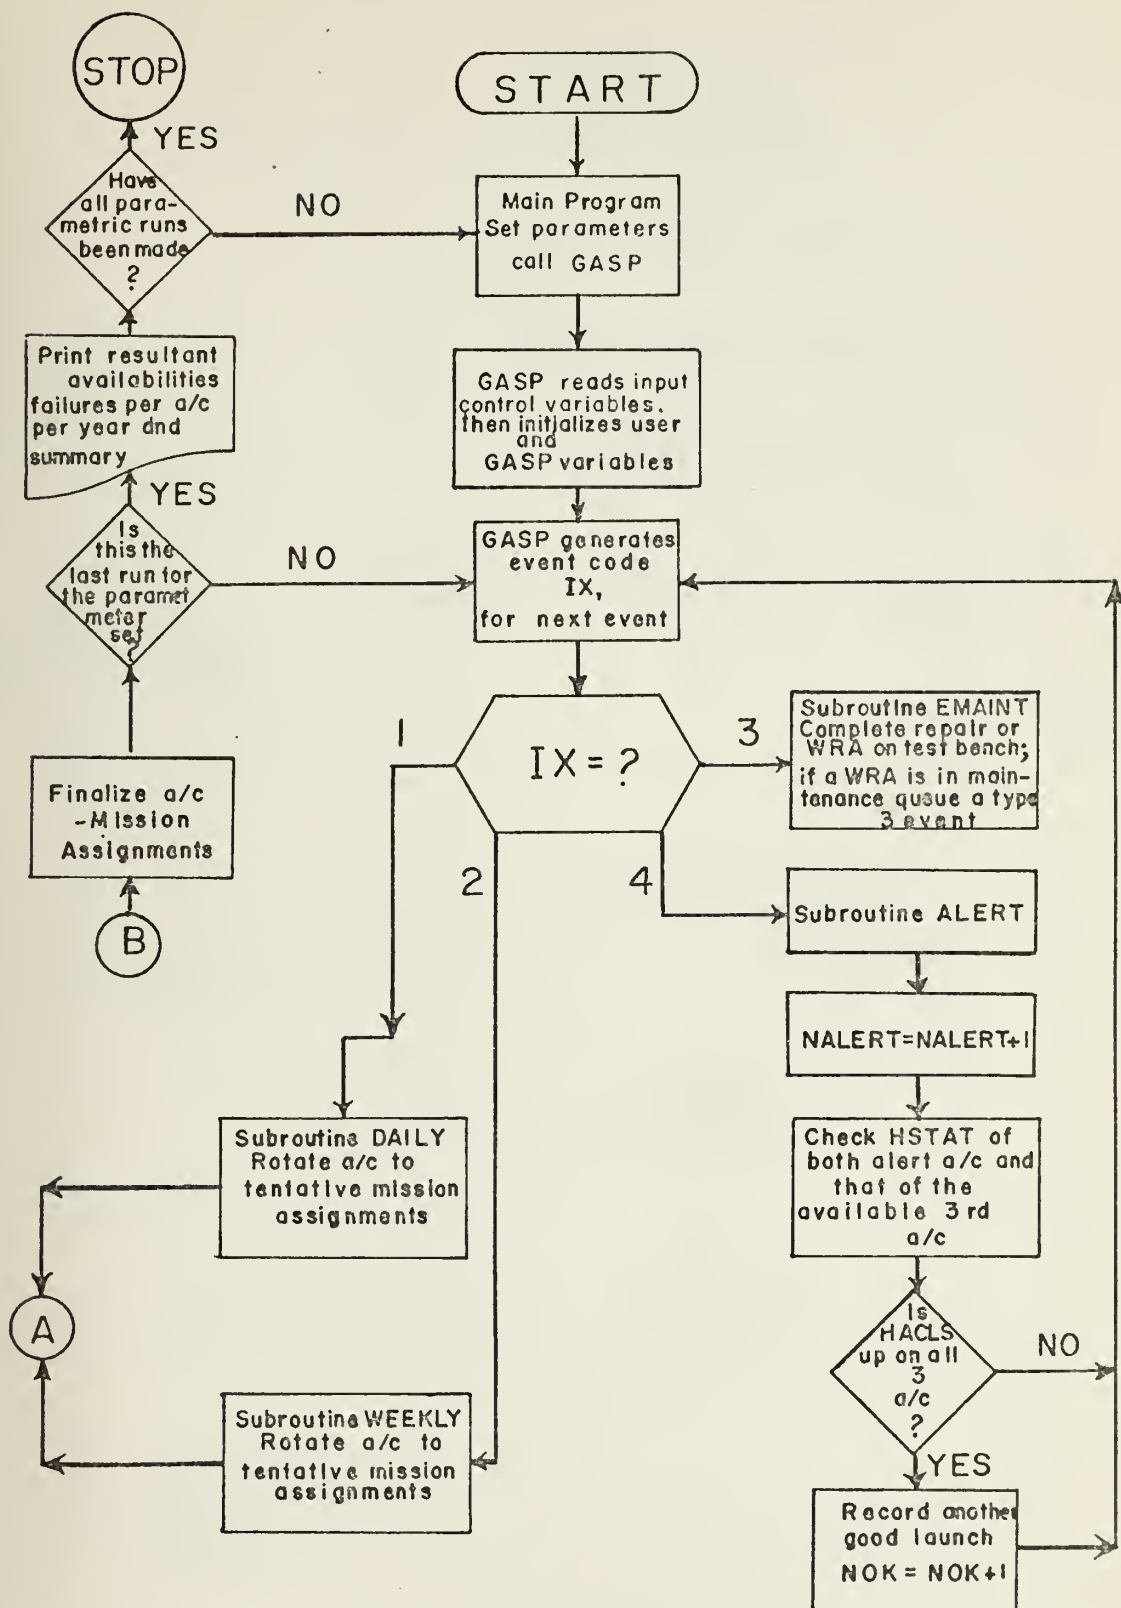 STOP
YES
Have
all para-
metric runs
been made
?
NO
START
Main Program
Set parameters
call GASP
Print resultant
availabilities
failures per a/c
per year dnd
summary
GASP reads input
control variables.
then initializes user
and
GASP variables
YES
Is
this the
last run for
the paramet
meter
set
?
NO
GASP generates
event code
IX,
for next event
IX = ?
1
2
3
4
Subroutine EMAINT
Complete repair or
WRA on test bench;
if a WRA is in main-
tenance queue a type
3 event
Finalize a/c
-Mission
Assignments
B
Subroutine ALERT
NALERT=NALERT+1
Check HSTAT of
both alert a/c and
that of the
available 3 rd
a/c
Subroutine DAILY
Rotate a/c to
tentative mission
assignments
A
Is
HACLS
up on all
3
a/c
?
NO
Subroutine WEEKLY
Rotate a/c to
tentative mission
assignments
YES
Record another
good launch
NOK = NOK+1